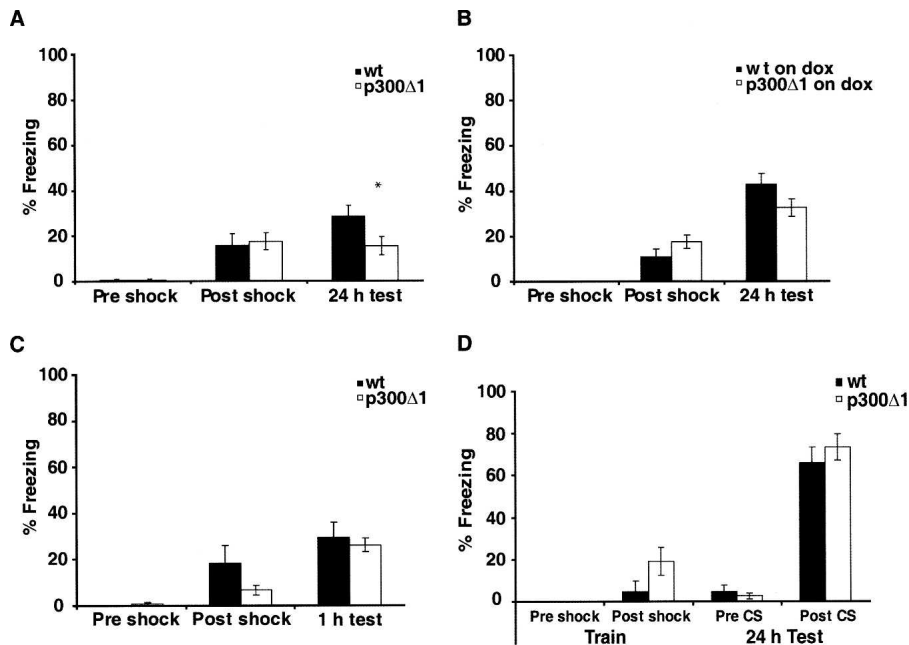 A
100
80
60
40
20
0
% Freezing
wt
p300Δ1
*
Pre shock Post shock 24 h test
B
100
80
60
40
20
0
% Freezing
w t on dox
p300Δ1 on dox
Pre shock Post shock 24 h test
C
100
80
60
40
20
0
% Freezing
wt
p300Δ1
Pre shock Post shock 1 h test
D
100
80
60
40
20
0
% Freezing
wt
p300Δ1
Pre shock Post shock Pre CS Post CS
Train 24 h Test